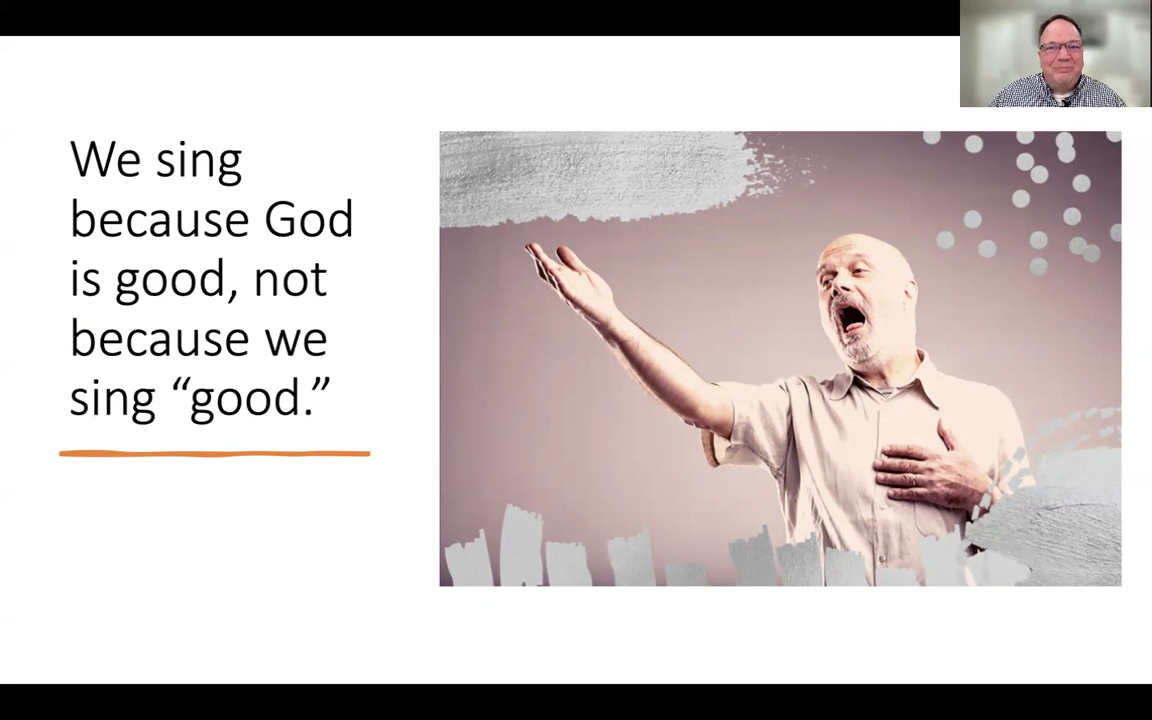 We sing
because God
is good, not
because we
sing “good.”